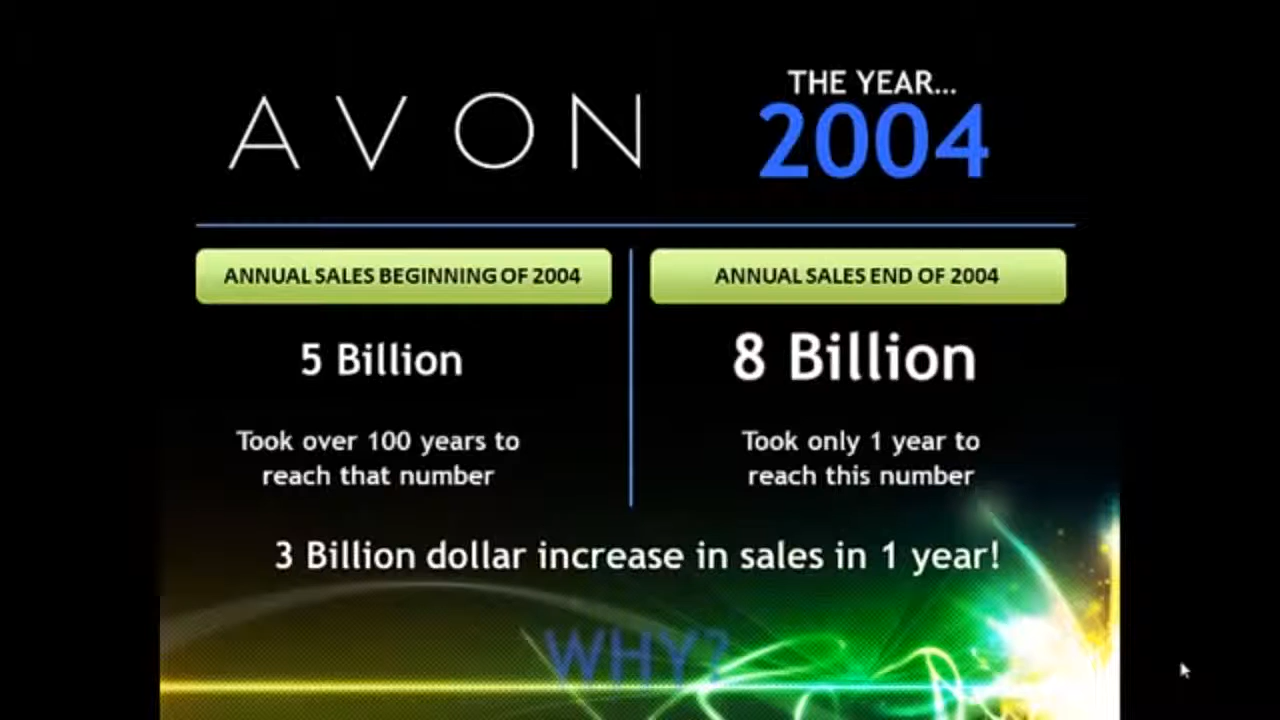 AVON
THE YEAR...
2004
ANNUAL SALES BEGINNING OF 2004
5 Billion
Took over 100 years to
reach that number
ANNUAL SALES END OF 2004
8 Billion
Took only 1 year to
reach this number
3 Billion dollar increase in sales in 1 year!
WHY?